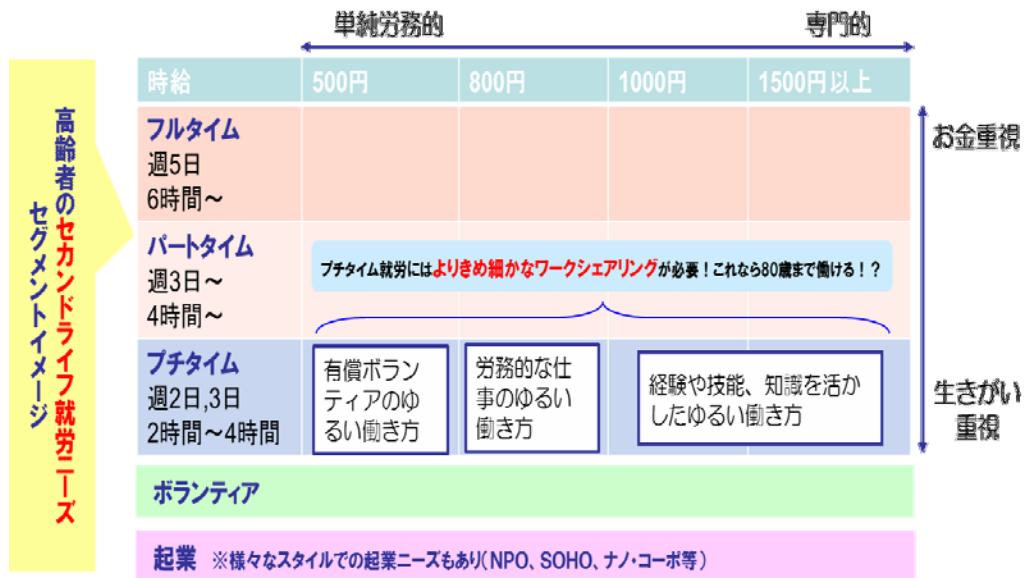 単純労務的
専門的
高齢者のセカンドライフ就労ニーズ
セグメントイメージ
時給
500円
800円
1000円
1500円以上
お金重視
フルタイム
週5日
6時間～
パートタイム
週3日～
4時間～
プチタイム就労にはよりきめ細かなワークシェアリングが必要！これなら80歳まで働ける！？
プチタイム
週2日,3日
2時間～4時間
有償ボラン
ティアのゆ
るい働き方
労務的な仕
事のゆるい
働き方
経験や技能、知識を活か
したゆるい働き方
生きがい
重視
ボランティア
起業 ※様々なスタイルでの起業ニーズもあり（NPO、SOHO、ナノ・コーポ等）